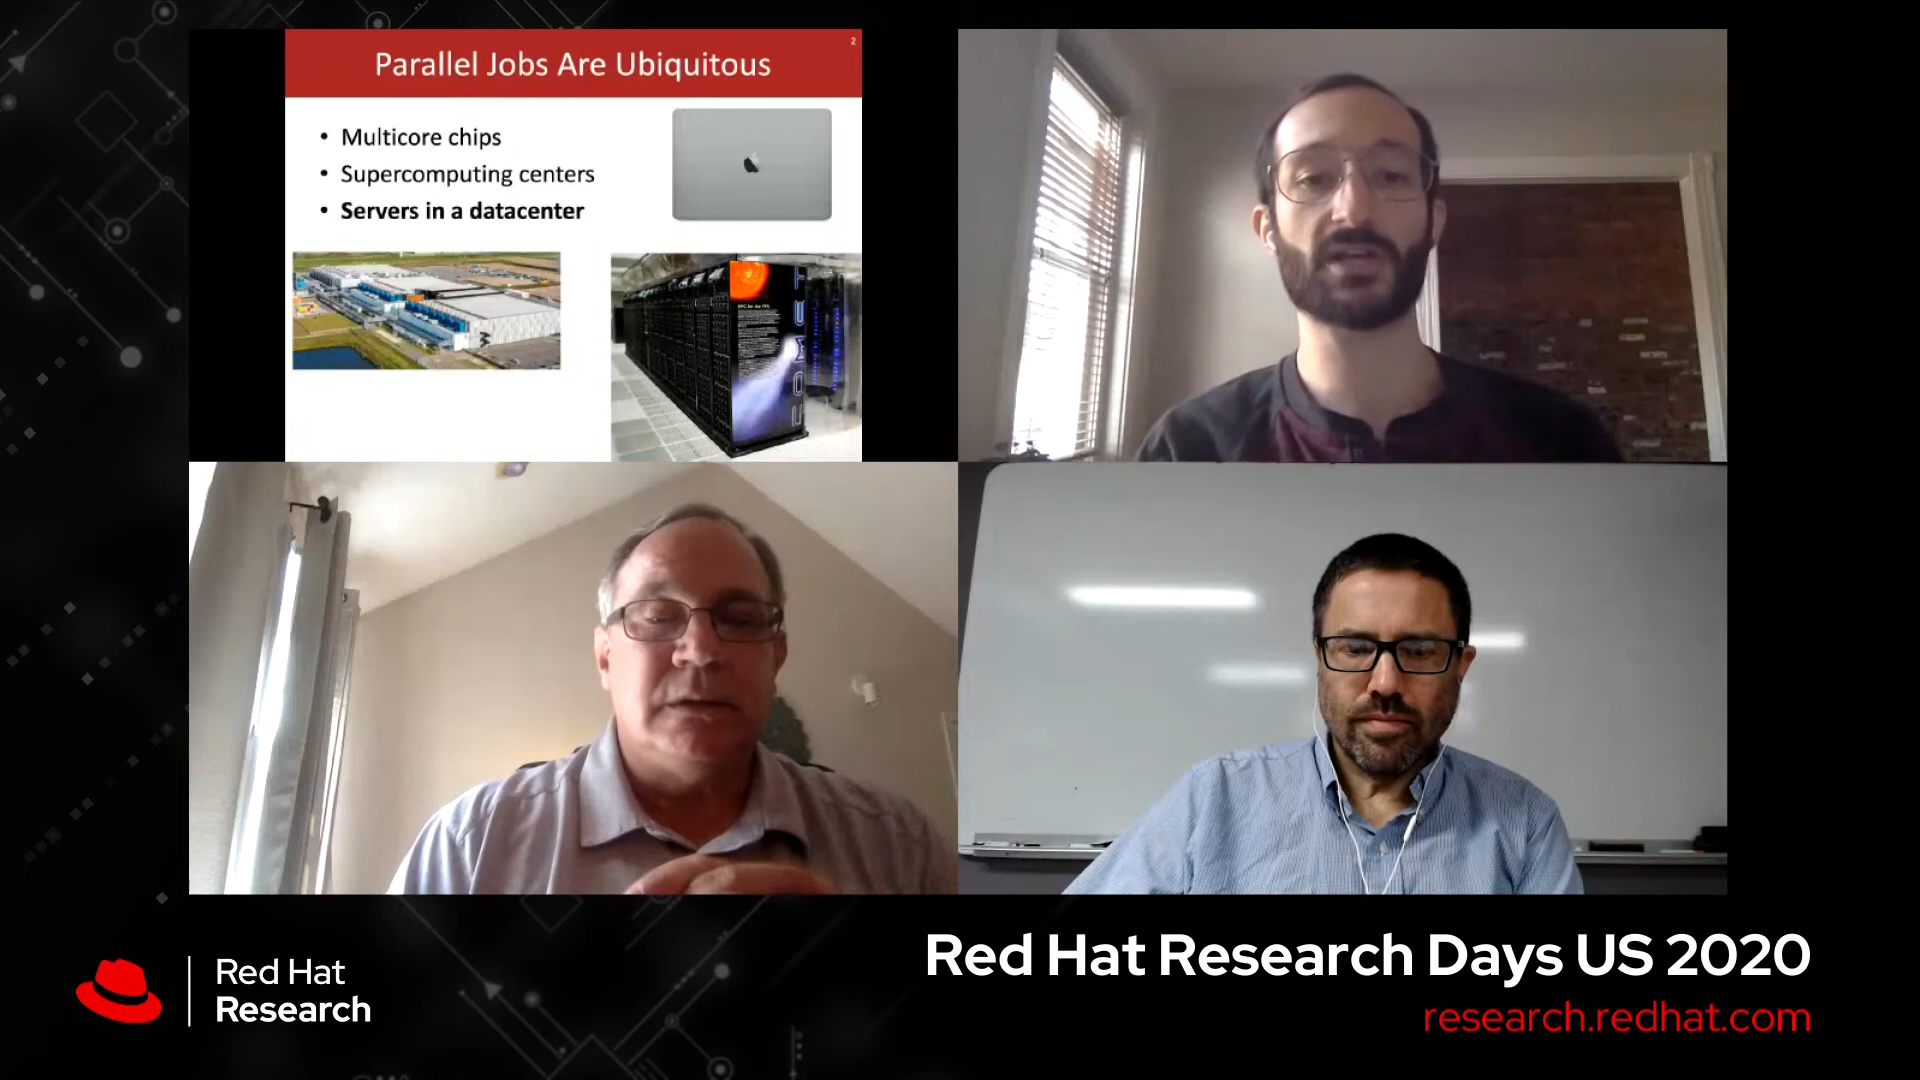 Parallel Jobs Are Ubiquitous
2
• Multicore chips
• Supercomputing centers
• Servers in a datacenter
COMET
Red Hat Research Days US 2020
research.redhat.com
Red Hat
Research